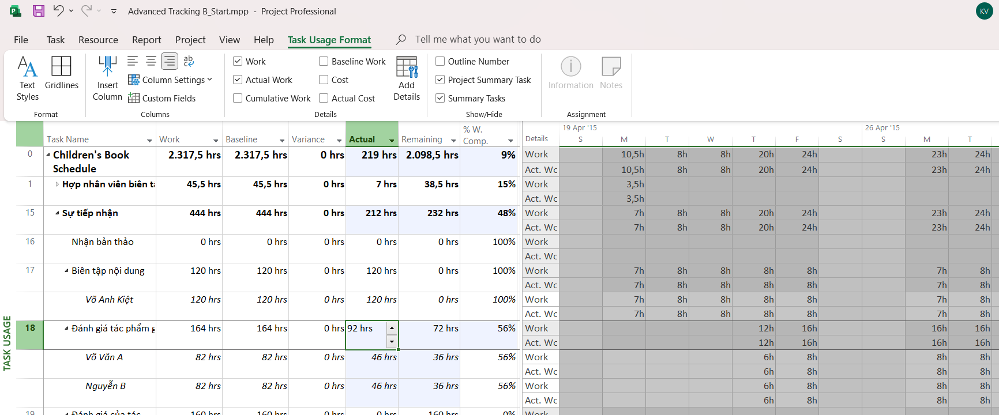 Advanced Tracking B_Start.mpp - Project Professional
KV
File Task Resource Report Project View Help Task Usage Format Tell me what you want to do
Text Styles
Gridlines
Format
Insert Column
Column Settings
Custom Fields
Columns
Work
Actual Work
Cumulative Work
Baseline Work
Cost
Actual Cost
Add Details
Details
Outline Number
Project Summary Task
Summary Tasks
Show/Hide
Information
Notes
Assignment
19 Apr '15 26 Apr '15
Task Name Work Baseline Variance Actual Remaining % W. Comp. Details S M T W T F S S M T
0 Children's Book Schedule 2.317,5 hrs 2.317,5 hrs 0 hrs 219 hrs 2.098,5 hrs 9% Work 10,5h 8h 8h 20h 24h 23h 24h
Act. Wc 10,5h 8h 8h 20h 24h 23h 24h
1 Hợp nhân viên biên tậ 45,5 hrs 45,5 hrs 0 hrs 7 hrs 38,5 hrs 15% Work 3,5h
Act. Wc 3,5h
15 Sự tiếp nhận 444 hrs 444 hrs 0 hrs 212 hrs 232 hrs 48% Work 7h 8h 8h 20h 24h 23h 24h
Act. Wc 7h 8h 8h 20h 24h 23h 24h
16 Nhận bản thảo 0 hrs 0 hrs 0 hrs 0 hrs 0 hrs 100% Work
Act. Wc
17 Biên tập nội dung 120 hrs 120 hrs 0 hrs 120 hrs 0 hrs 100% Work 7h 8h 8h 8h 8h 7h 8h
Act. Wc 7h 8h 8h 8h 8h 7h 8h
Võ Anh Kiệt 120 hrs 120 hrs 0 hrs 120 hrs 0 hrs 100% Work 7h 8h 8h 8h 8h 7h 8h
Act. Wc 7h 8h 8h 8h 8h 7h 8h
18 Đánh giá tác phẩm g 164 hrs 164 hrs 0 hrs 92 hrs 72 hrs 56% Work 12h 16h 16h 16h
Act. Wc 12h 16h 16h 16h
Võ Văn A 82 hrs 82 hrs 0 hrs 46 hrs 36 hrs 56% Work 6h 8h 8h 8h
Act. Wc 6h 8h 8h 8h
Nguyễn B 82 hrs 82 hrs 0 hrs 46 hrs 36 hrs 56% Work 6h 8h 8h 8h
Act. Wc 6h 8h 8h 8h
19 Đánh giá của tác 160 hrs 160 hrs 0 hrs 0 hrs 160 hrs 0% Work
TASK USAGE